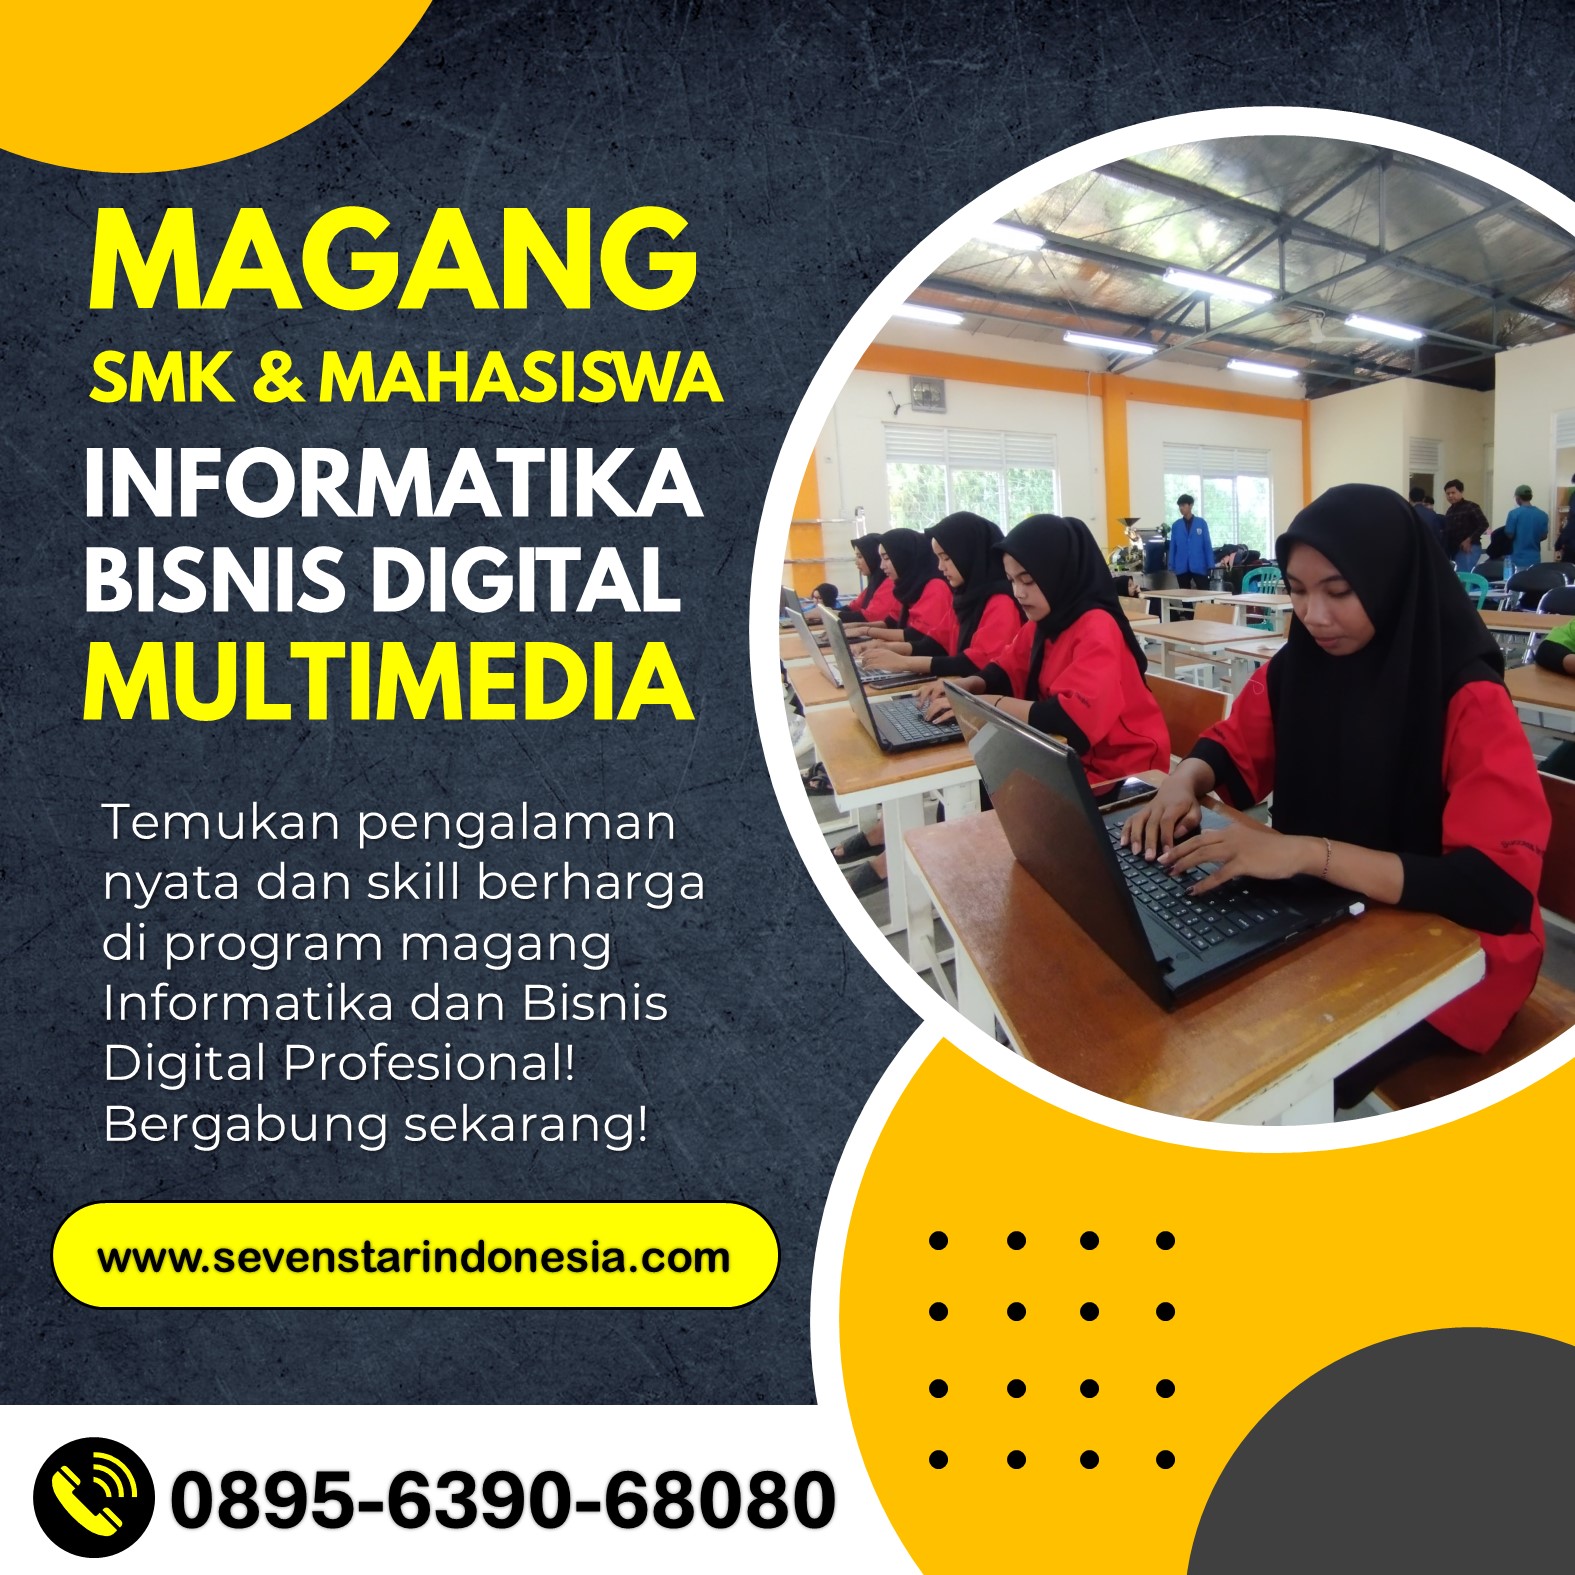 MAGANG
SMK & MAHASISWA
INFORMATIKA
BISNIS DIGITAL
MULTIMEDIA
Temukan pengalaman
nyata dan skill berharga
di program magang
Informatika dan Bisnis
Digital Profesional!
Bergabung sekarang!
www.sevenstarindonesia.com
0895-6390-68080